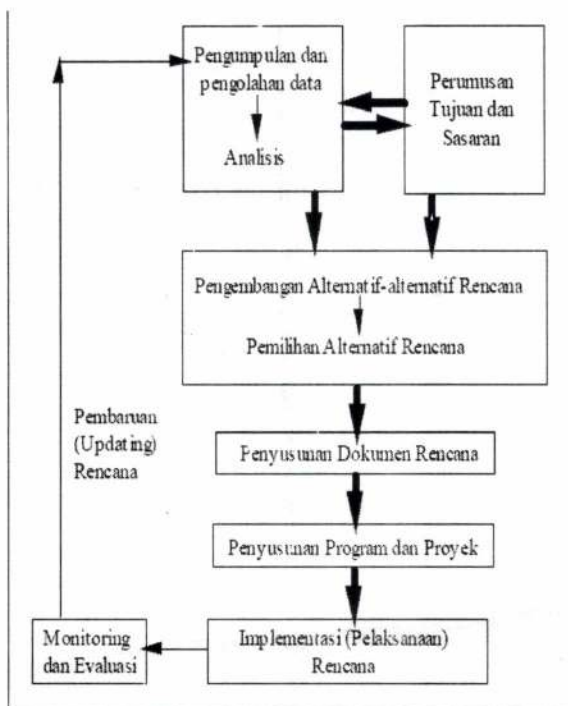 Pengumpulan dan
pengolahan data
Analisis
Perumusan
Tujuan dan
Sasaran
Pengembangan Alternatif-alternatif Rencana
Pemilihan Alternatif Rencana
Pembaruan
(Updating)
Rencana
Penyusunan Dokumen Rencana
Penyusunan Program dan Proyek
Monitoring
dan Evaluasi
Implementasi (Pelaksanaan)
Rencana